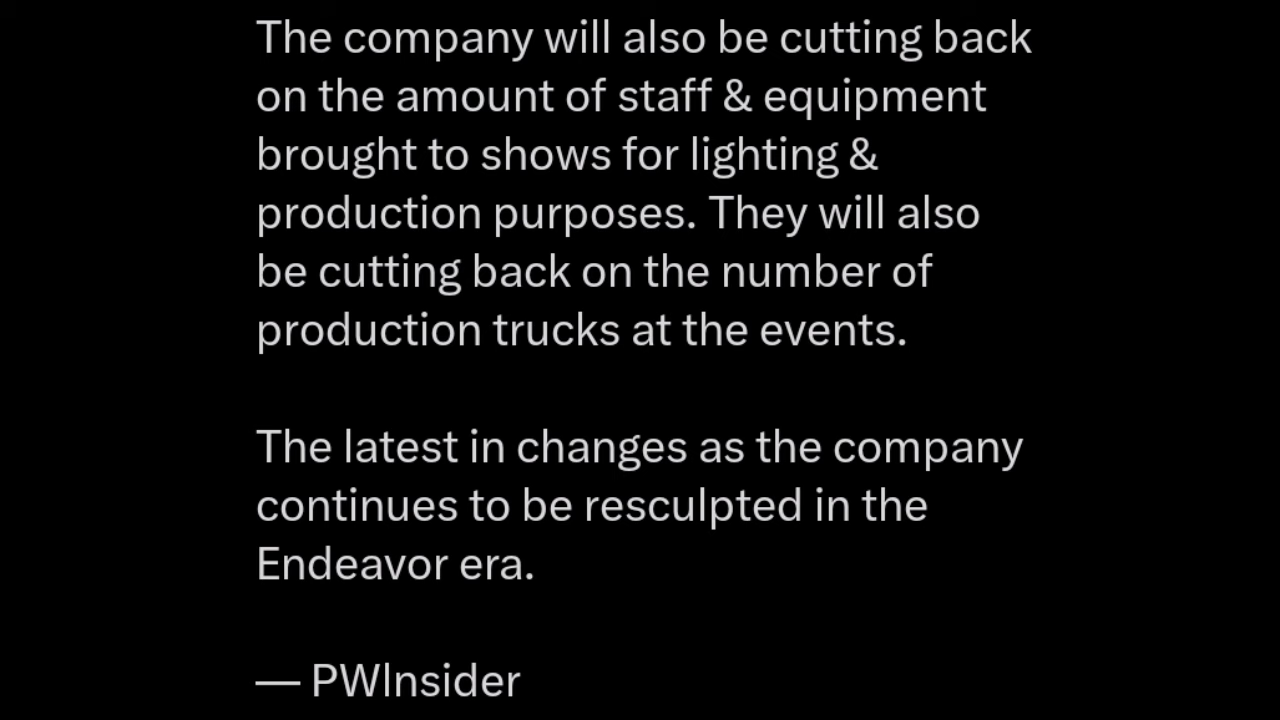 The company will also be cutting back
on the amount of staff & equipment
brought to shows for lighting &
production purposes. They will also
be cutting back on the number of
production trucks at the events.
The latest in changes as the company
continues to be resculpted in the
Endeavor era.
— PWInsider